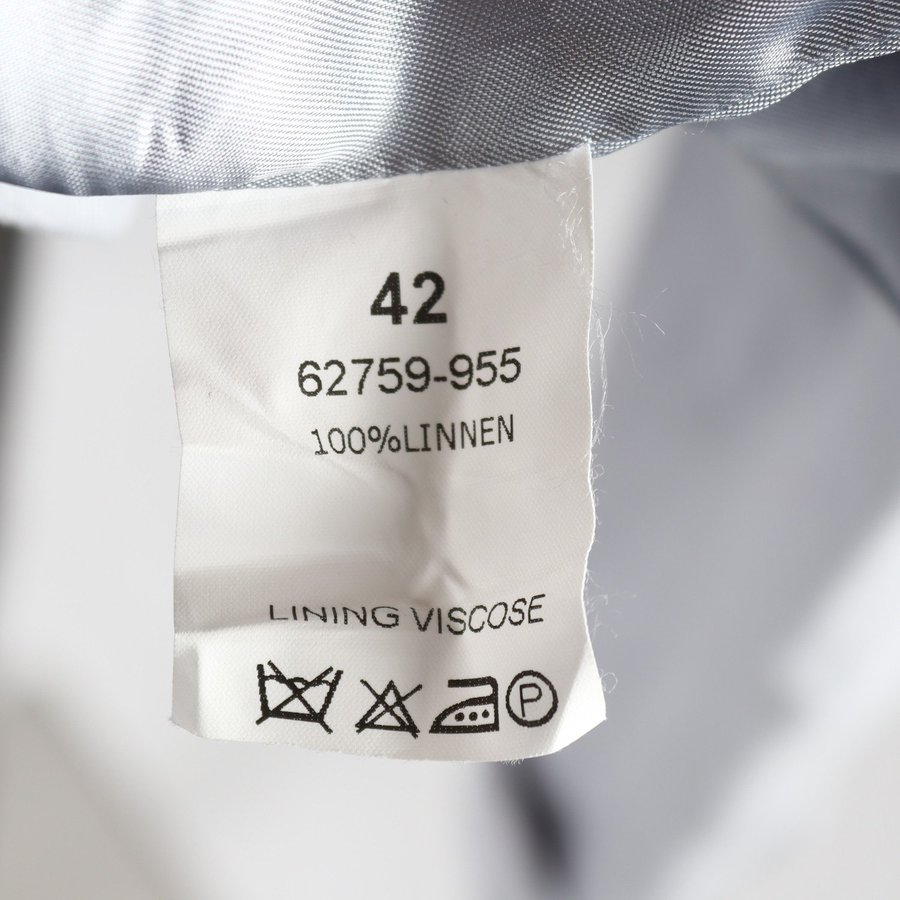 42
62759-955
100%LINNEN
LINING VISCOSE
P